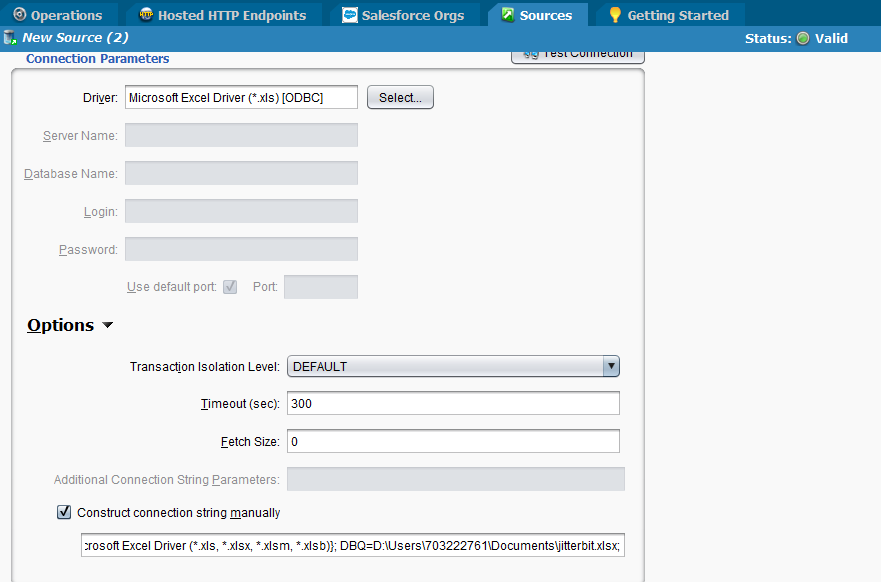 Operations
Hosted HTTP Endpoints
Salesforce Orgs
Sources
Getting Started
New Source (2)
Status: Valid
Connection Parameters
Test Connection
Driver: Microsoft Excel Driver (*.xls) [ODBC] Select...
Server Name:
Database Name:
Login:
Password:
Use default port: Port:
Options
Transaction Isolation Level: DEFAULT
Timeout (sec): 300
Fetch Size: 0
Additional Connection String Parameters:
Construct connection string manually
crosoft Excel Driver (*.xls, *.xlsx, *.xlsm, *.xlsb)}; DBQ=D:\Users\703222761\Documents\jitterbit.xlsx;